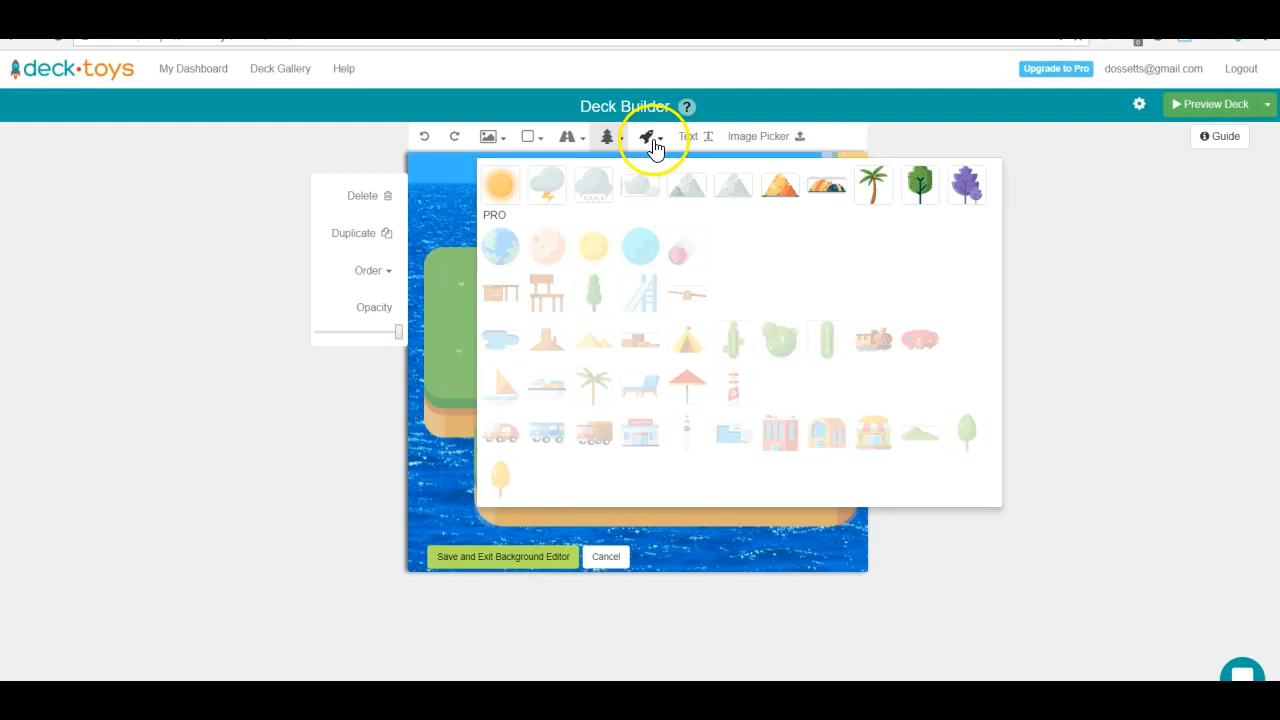 deck•toys My Dashboard Deck Gallery Help Upgrade to Pro dossetts@gmail.com Logout
Deck Builder ? Preview Deck
Text T Image Picker Guide
Delete
Duplicate
Order
Opacity
PRO
Save and Exit Background Editor Cancel